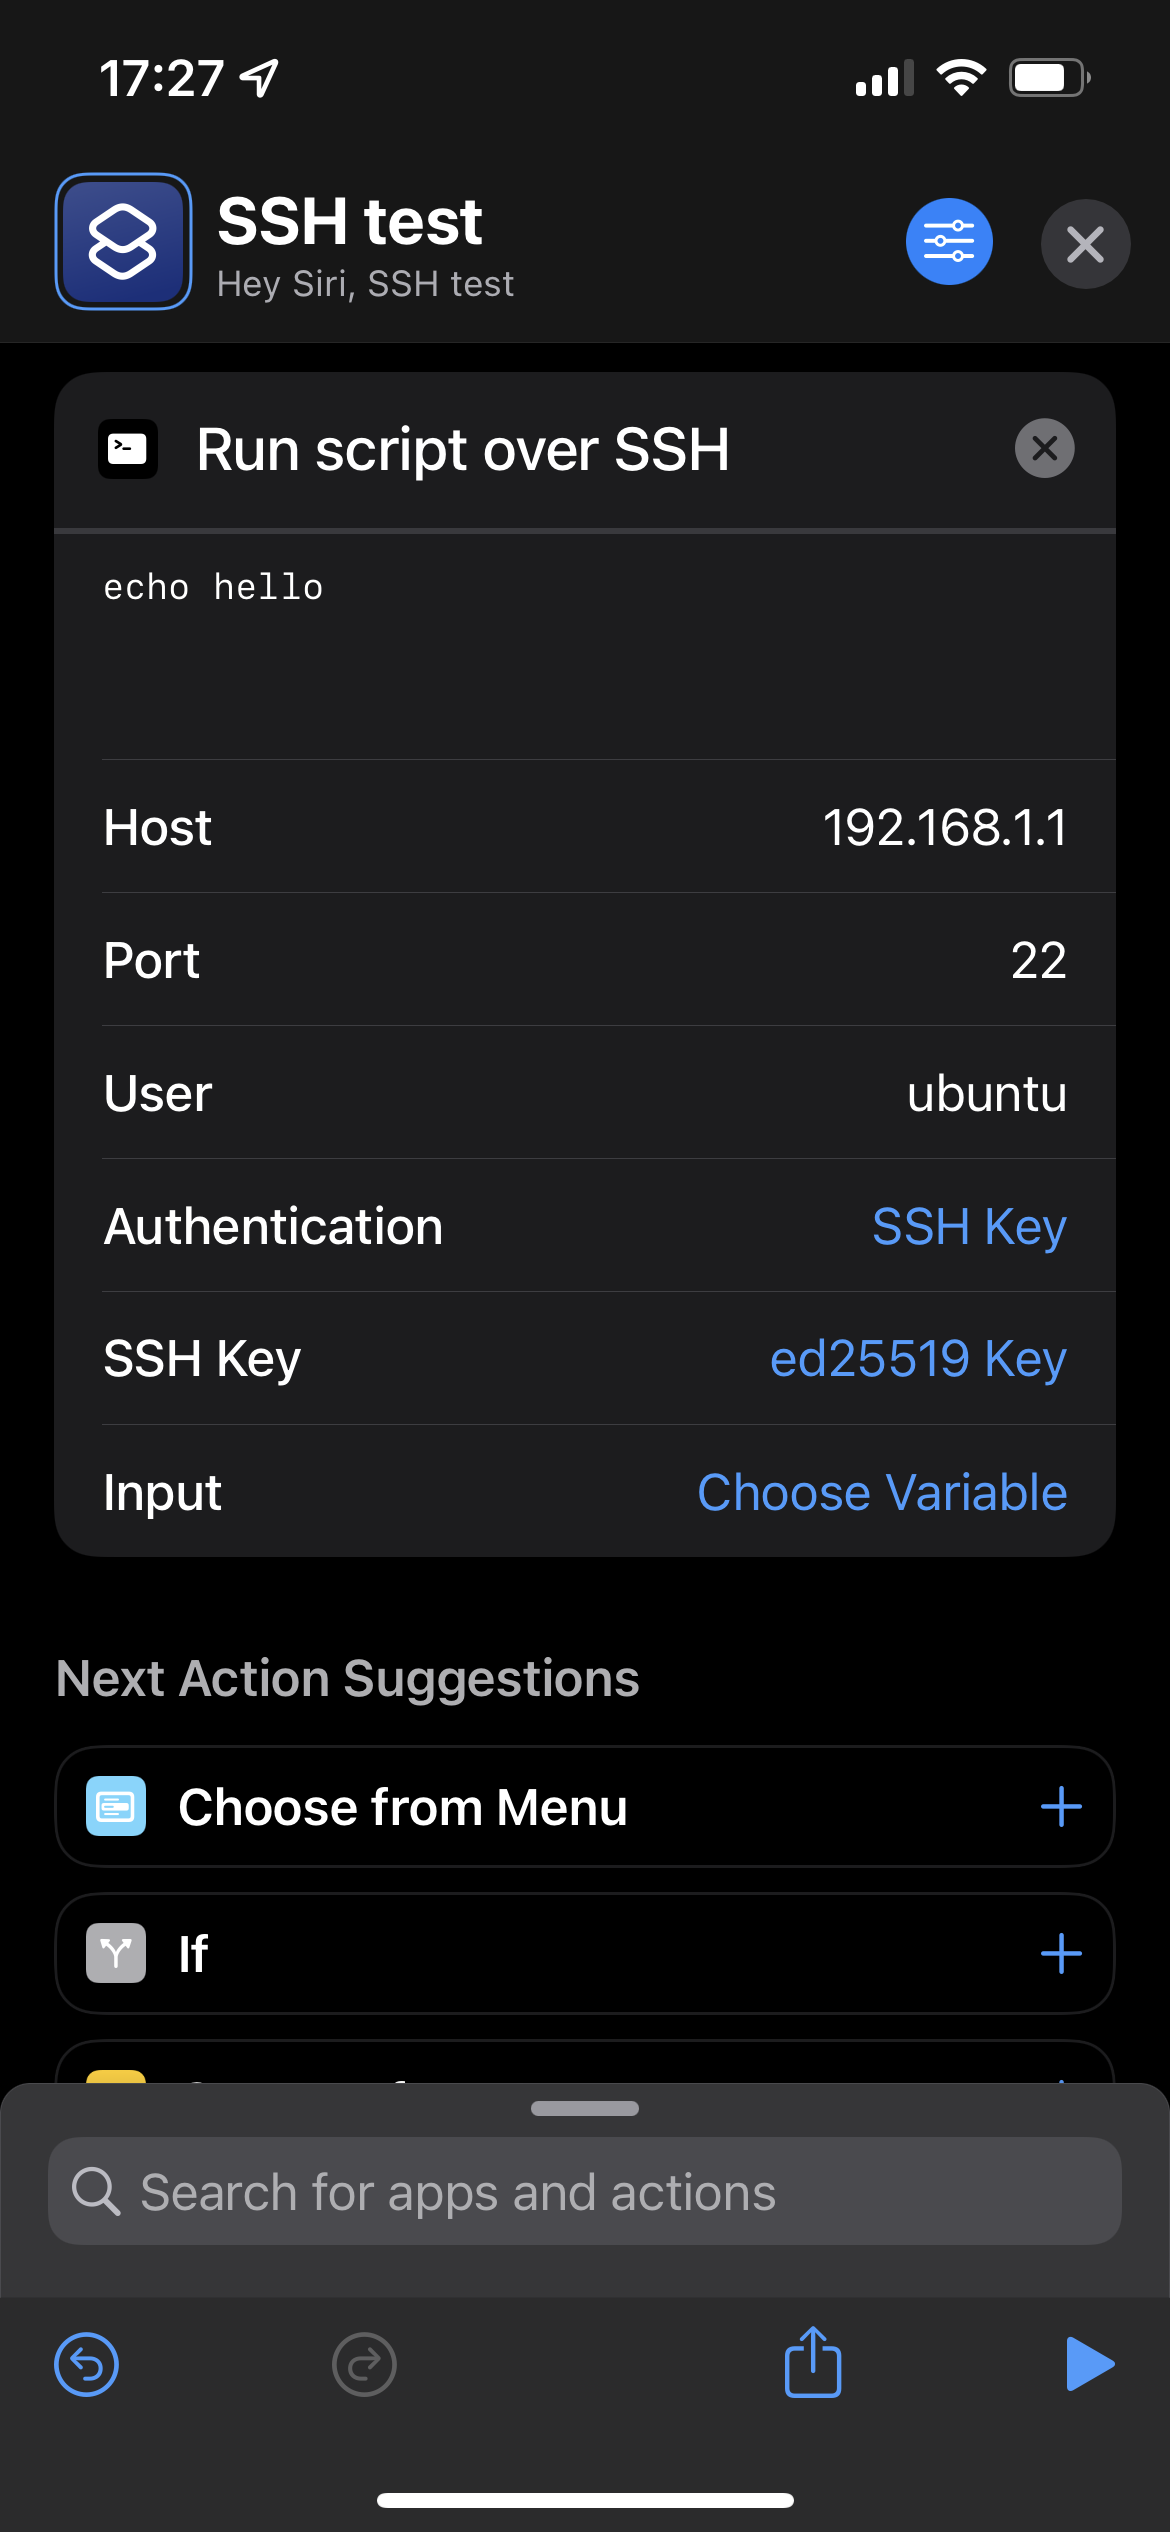 17:27
SSH test
Hey Siri, SSH test
Run script over SSH
echo hello
Host 192.168.1.1
Port 22
User ubuntu
Authentication SSH Key
SSH Key ed25519 Key
Input Choose Variable
Next Action Suggestions
Choose from Menu
If
Search for apps and actions